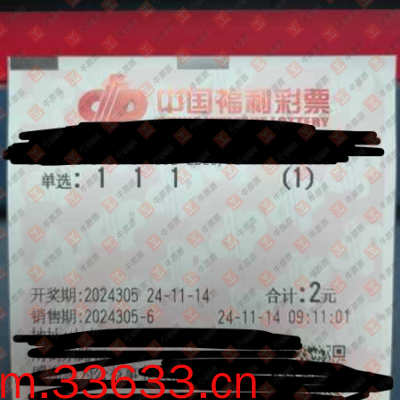 中国福利彩票
单选: 1 1 1 (1)
开奖期:2024305 24-11-14 合计:2元
销售期:2024305-6 24-11-14 09:11:01
m.33633.cn